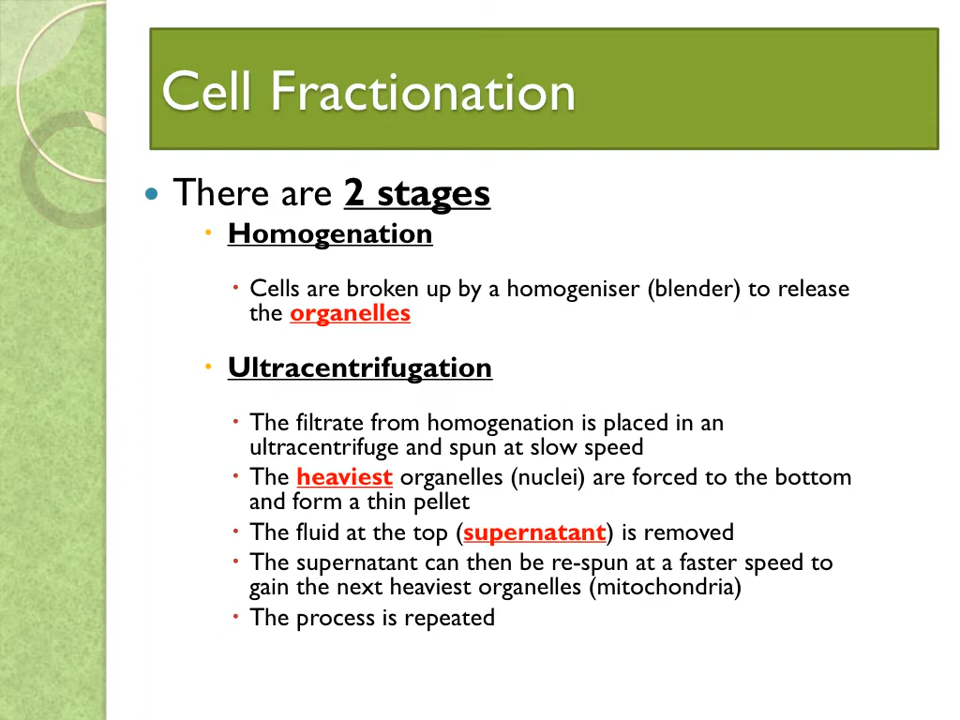 Cell Fractionation
• There are 2 stages
• Homogenation
• Cells are broken up by a homogeniser (blender) to release
the organelles
• Ultracentrifugation
• The filtrate from homogenation is placed in an
ultracentrifuge and spun at slow speed
• The heaviest organelles (nuclei) are forced to the bottom
and form a thin pellet
• The fluid at the top (supernatant) is removed
• The supernatant can then be re-spun at a faster speed to
gain the next heaviest organelles (mitochondria)
• The process is repeated